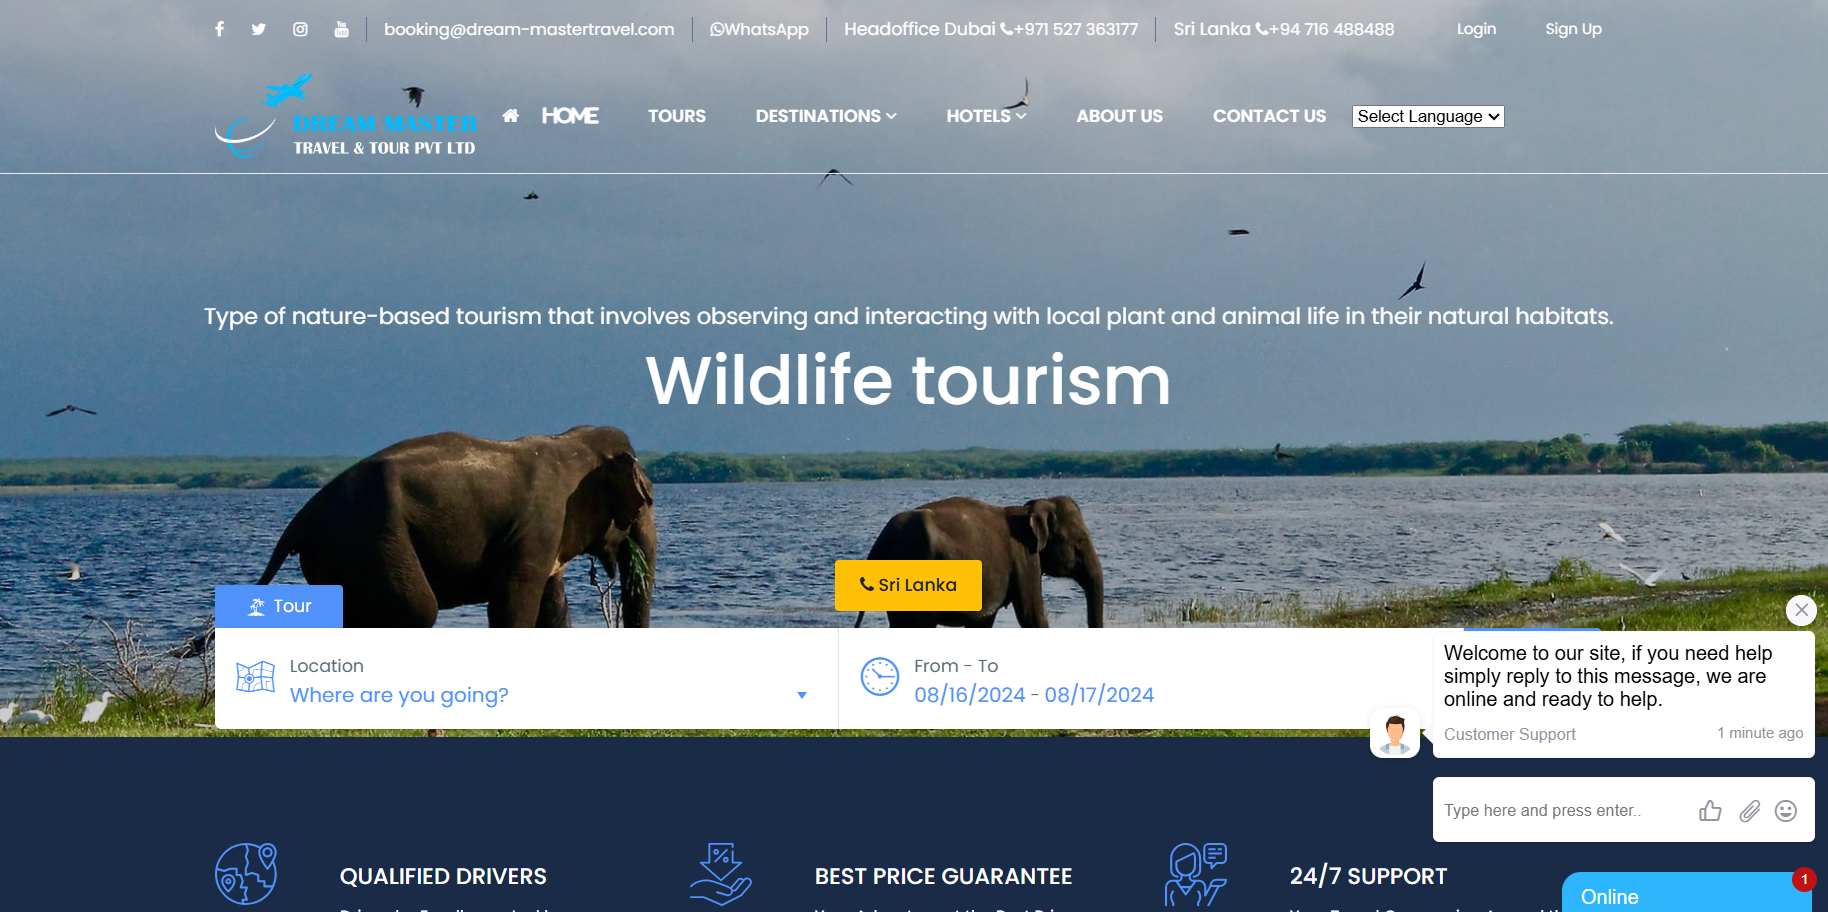 booking@dream-mastertravel.com WhatsApp Headoffice Dubai +971 527 363177 Sri Lanka +94 716 488488 Login Sign Up
DREAM MASTER
TRAVEL & TOUR PVT LTD
HOME TOURS DESTINATIONS HOTELS ABOUT US CONTACT US Select Language
Type of nature-based tourism that involves observing and interacting with local plant and animal life in their natural habitats.
Wildlife tourism
Sri Lanka
Tour
Location
Where are you going?
From - To
08/16/2024 - 08/17/2024
Welcome to our site, if you need help
simply reply to this message, we are
online and ready to help.
Customer Support 1 minute ago
Type here and press enter..
QUALIFIED DRIVERS
BEST PRICE GUARANTEE
24/7 SUPPORT
Online
1